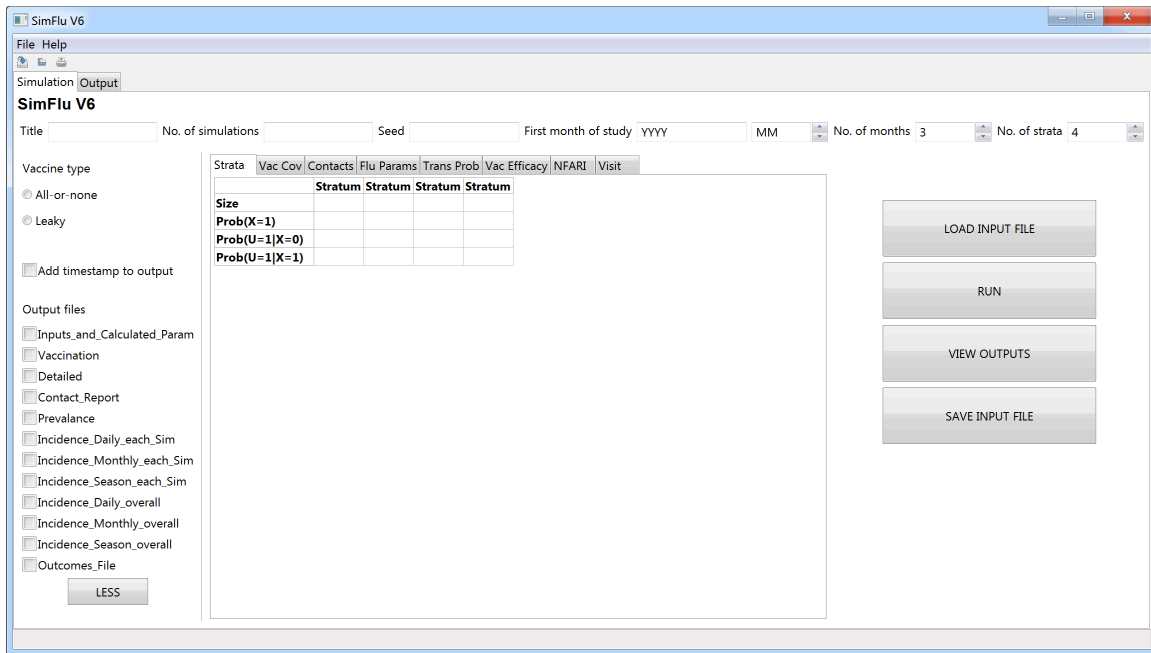 SimFlu V6
File Help
Simulation Output
SimFlu V6
Title No. of simulations Seed First month of study YYYY MM No. of months 3 No. of strata 4
Vaccine type
All-or-none
Leaky
Add timestamp to output
Output files
Inputs_and_Calculated_Param
Vaccination
Detailed
Contact_Report
Prevalance
Incidence_Daily_each_Sim
Incidence_Monthly_each_Sim
Incidence_Season_each_Sim
Incidence_Daily_overall
Incidence_Monthly_overall
Incidence_Season_overall
Outcomes_File
LESS
Strata Vac Cov Contacts Flu Params Trans Prob Vac Efficacy NFARI Visit
Stratum Stratum Stratum Stratum
Size
Prob(X=1)
Prob(U=1|X=0)
Prob(U=1|X=1)
LOAD INPUT FILE
RUN
VIEW OUTPUTS
SAVE INPUT FILE